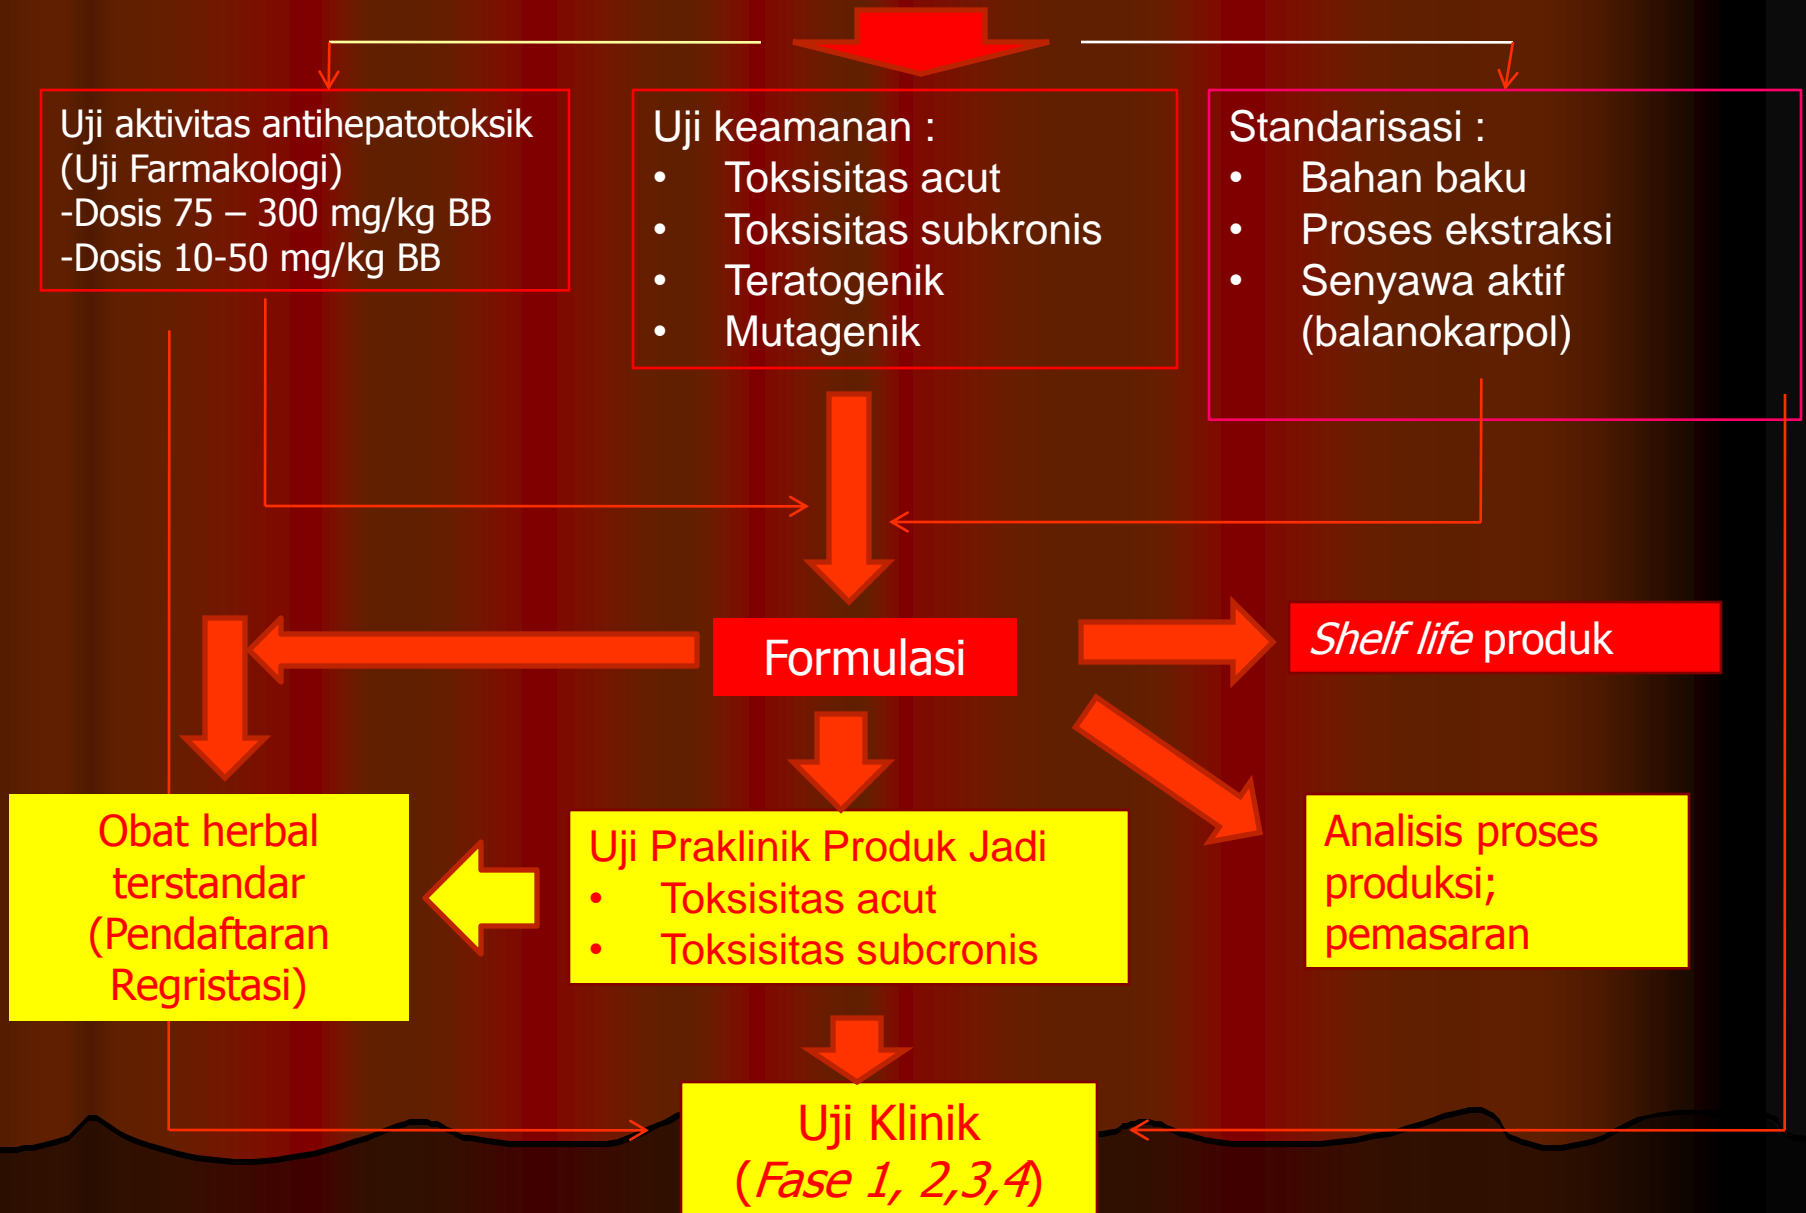 Uji aktivitas antihepatotoksik
(Uji Farmakologi)
-Dosis 75 – 300 mg/kg BB
-Dosis 10-50 mg/kg BB
Uji keamanan :
• Toksisitas acut
• Toksisitas subkronis
• Teratogenik
• Mutagenik
Standarisasi :
• Bahan baku
• Proses ekstraksi
• Senyawa aktif
(balanokarpol)
Formulasi
Shelf life produk
Obat herbal
terstandar
(Pendaftaran
Regristasi)
Uji Praklinik Produk Jadi
• Toksisitas acut
• Toksisitas subcronis
Analisis proses
produksi;
pemasaran
Uji Klinik
(Fase 1, 2,3,4)